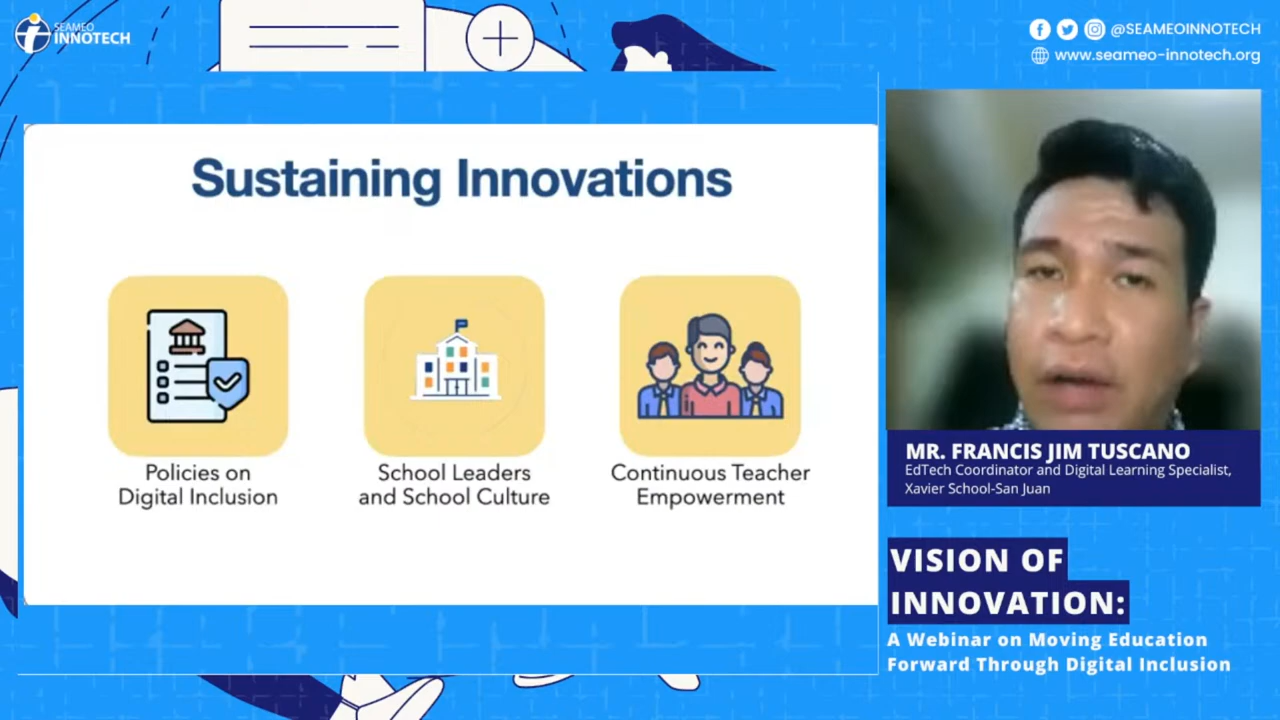 SEAMEO
INNOTECH
@SEAMEOINNOTECH
www.seameo-innotech.org
Sustaining Innovations
Policies on
Digital Inclusion
School Leaders
and School Culture
Continuous Teacher
Empowerment
MR. FRANCIS JIM TUSCANO
EdTech Coordinator and Digital Learning Specialist,
Xavier School-San Juan
VISION OF
INNOVATION:
A Webinar on Moving Education
Forward Through Digital Inclusion